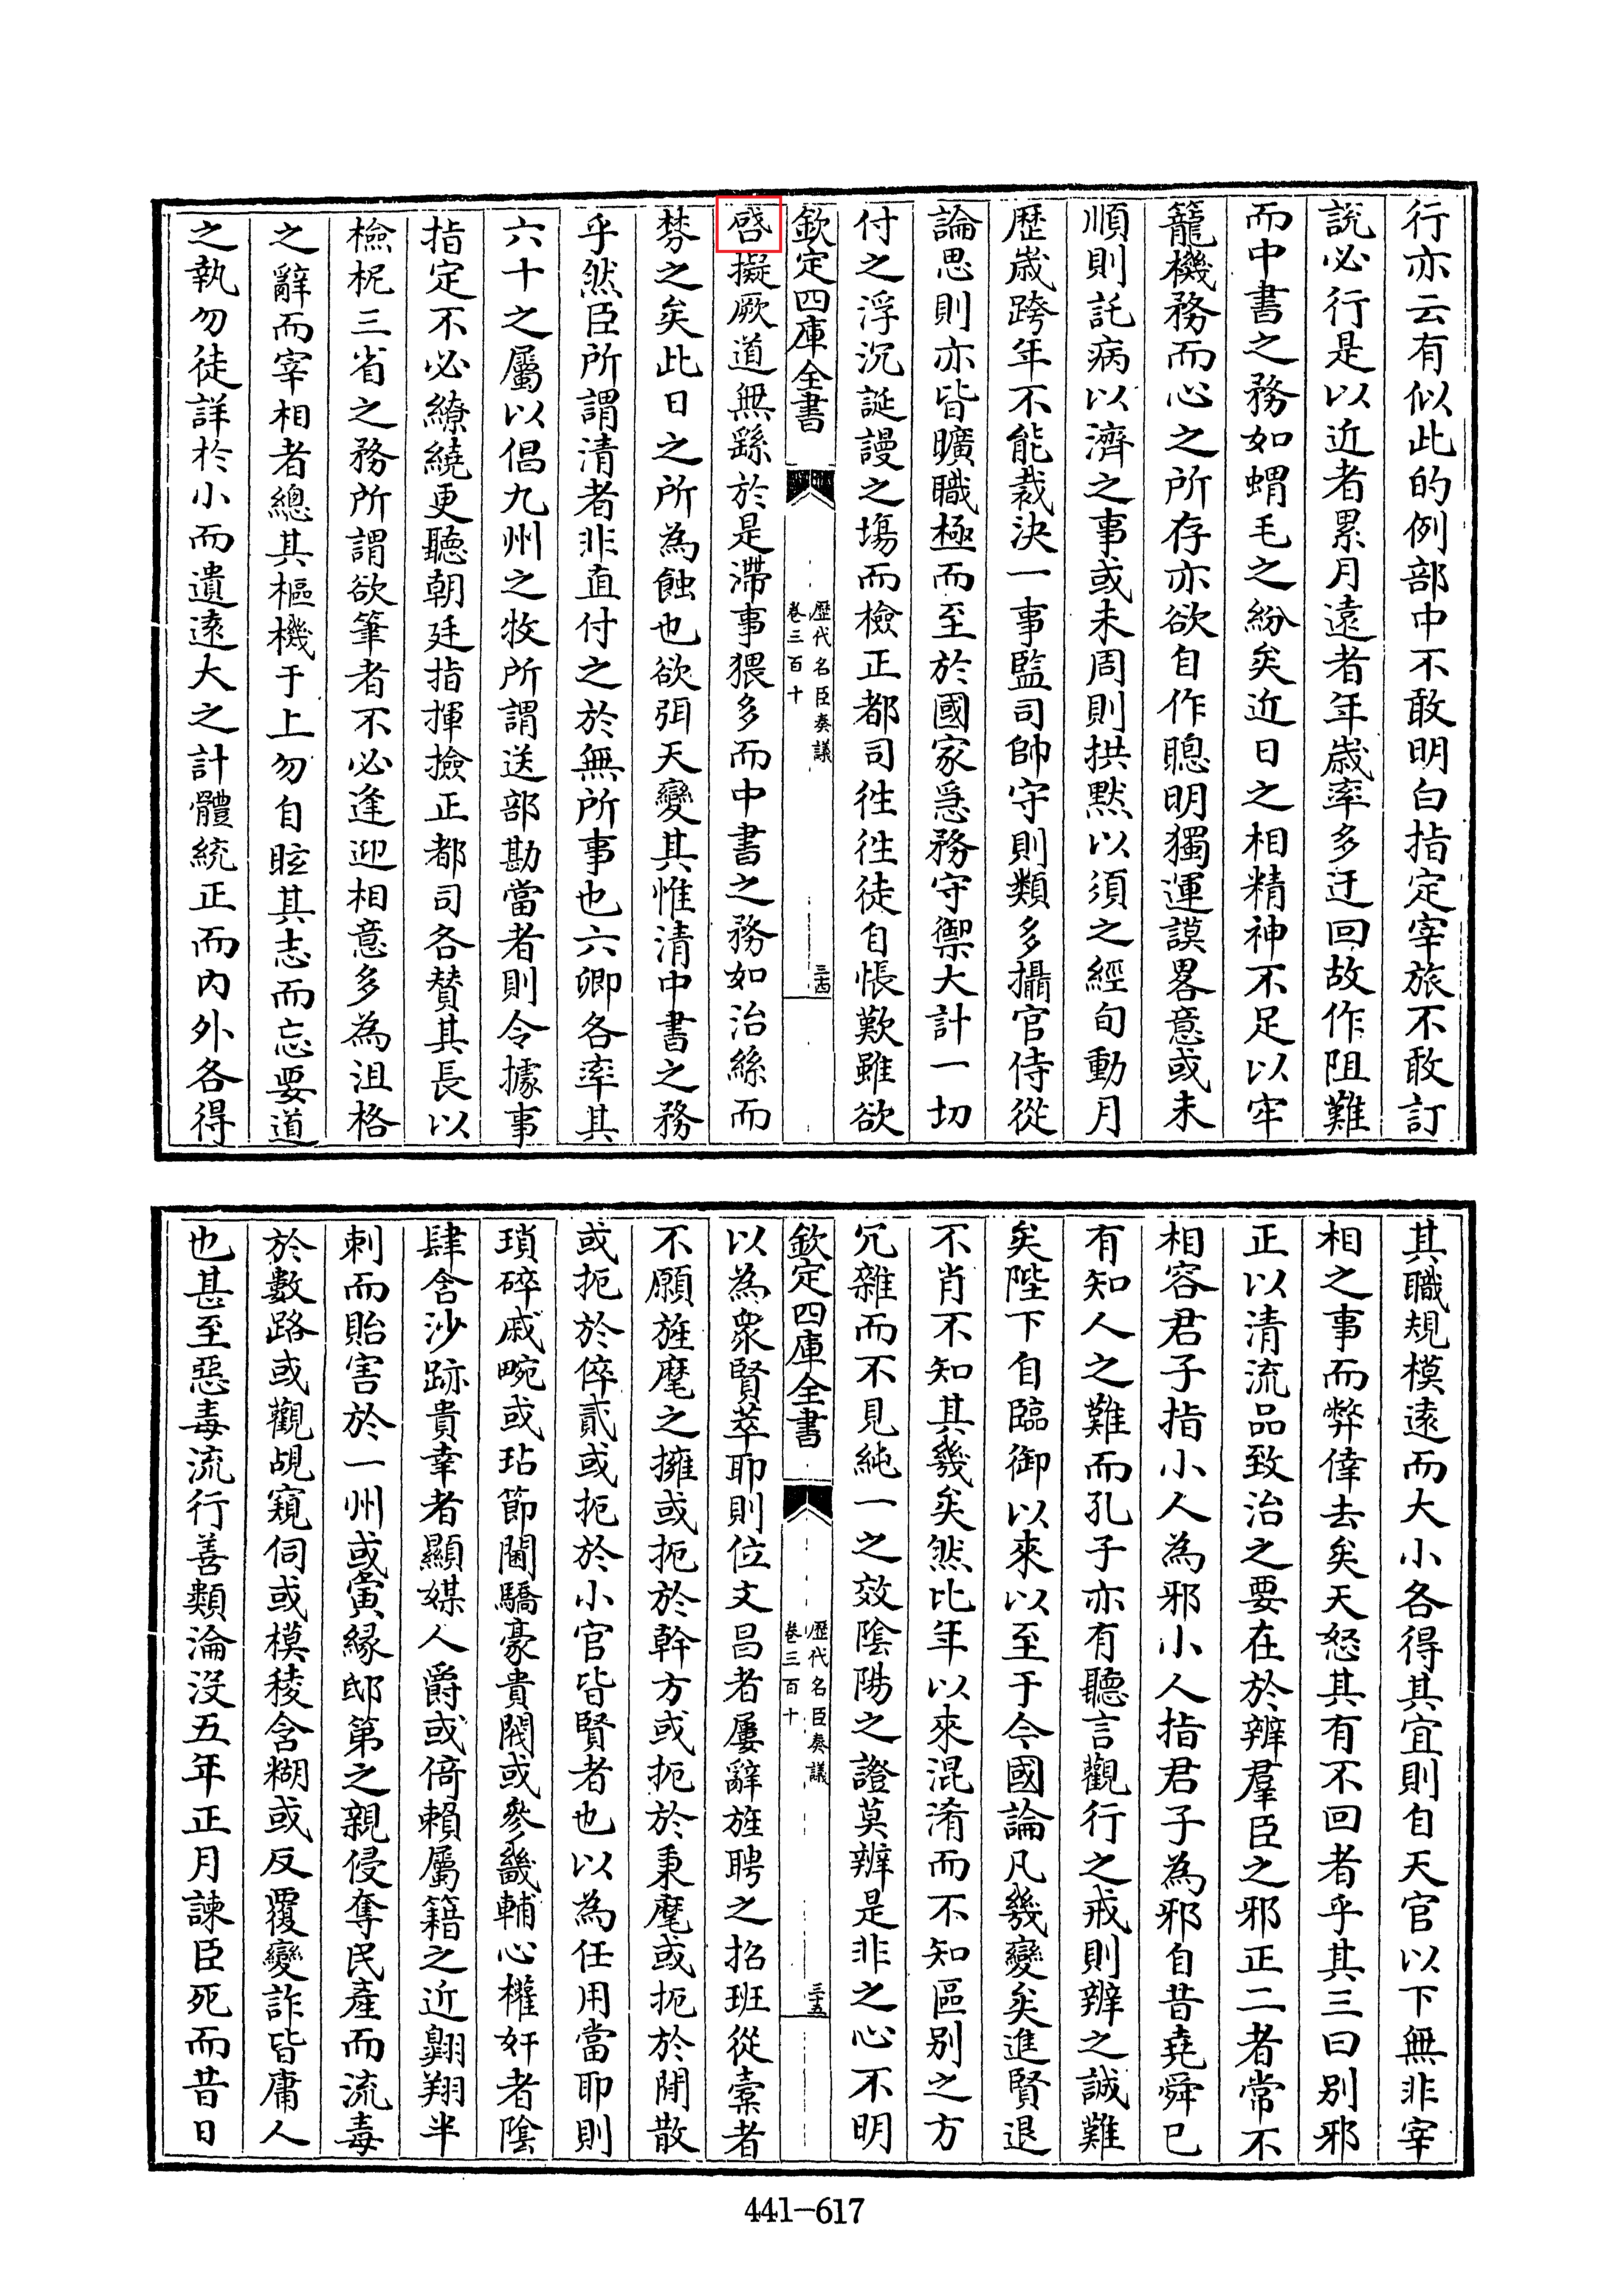 行亦云有似此的例部中不敢明白指定宰旅不敢訂
說必行是以近者累月遠者年歲率多迂回故作阻難
而中書之務如蝟毛之紛矣近日之相精神不足以牢
籠機務而心之所存亦欲自作聰明獨運謨畧意或未
順則託病以濟之事或未周則拱黙以須之經旬動月
歷歲跨年不能裁決一事監司帥守則類多攝官侍從
論思則亦皆曠職極而至於國家急務守禦大計一切
付之浮沉誕謾之塲而檢正都司徃徃徒自悵歎雖欲
欽定四庫全書
歷代名臣奏議
卷三百十
三十四
啓擬厥道無繇於是滯事猥多而中書之務如治絲而
棼之矣此日之所為蝕也欲弭天變其惟清中書之務
乎然臣所謂清者非直付之於無所事也六卿各率其
六十之屬以倡九州之牧所謂送部勘當者則令據事
指定不必繚繞更聽朝廷指揮撿正都司各賛其長以
檢柅三省之務所謂欲筆者不必逢迎相意多為沮格
之辭而宰相者總其樞機于上勿自眩其志而忘要道
之執勿徒詳扵小而遺逺大之計體統正而内外各得
其職規模遠而大小各得其宜則自天官以下無非宰
相之事而弊倖去矣天怒其有不回者乎其三曰别邪
正以清流品致治之要在於辨羣臣之邪正二者常不
相容君子指小人為邪小人指君子為邪自昔堯舜已
有知人之難而孔子亦有聽言觀行之戒則辨之誠難
矣陛下自臨御以來以至于今國論凡幾變矣進賢退
不肖不知其幾矣然比年以來混淆而不知區别之方
冗雜而不見純一之效陰陽之證莫辨是非之心不明
欽定四庫全書
歷代名臣奏議
卷三百十
三十五
以為衆賢萃耶則位文昌者屢辭旌聘之招班從橐者
不願旌麾之擁或扼於幹方或扼於秉麾或扼於閒散
或扼於倅貳或扼於小官皆賢者也以為任用當耶則
瑣碎戚畹或玷節閫驕豪貴閥或參畿輔心權奸者陰
肆含沙跡貴幸者顯媒人爵或倚賴屬籍之近翺翔半
刺而貽害於一州或寅緣邸第之親侵奪民產而流毒
於數路或觀覘窺伺或模稜含糊或反覆變詐皆庸人
也甚至惡毒流行善類淪沒五年正月諫臣死而昔日
441-617